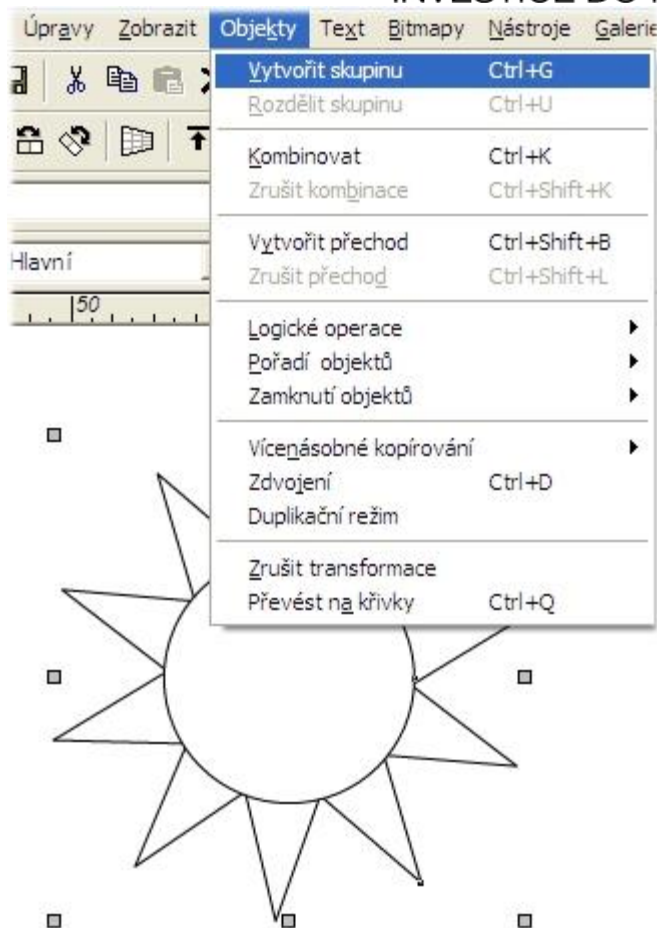 Úpravy Zobrazit Objekty Text Bitmapy Nástroje Galerie
Vytvořit skupinu Ctrl+G
Rozdělit skupinu Ctrl+U
Kombinovat Ctrl+K
Zrušit kombinace Ctrl+Shift+K
Vytvořit přechod Ctrl+Shift+B
Zrušit přechod Ctrl+Shift+L
Hlavní
50
Logické operace
Pořadí objektů
Zamknutí objektů
Vícenásobné kopírování
Zdvojení Ctrl+D
Duplikační režim
Zrušit transformace
Převést na křivky Ctrl+Q